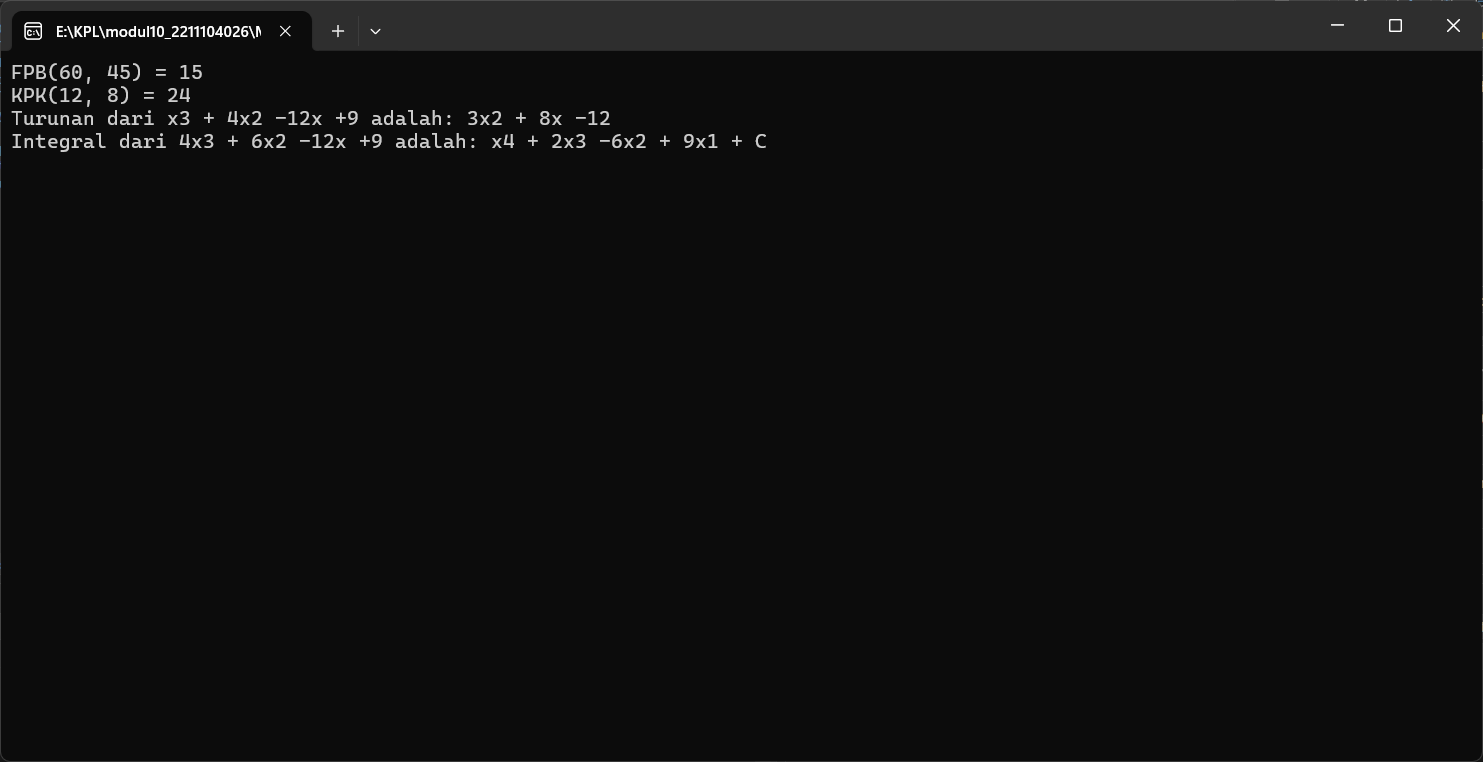 E:\KPL\modul10_2211104026\
FPB(60, 45) = 15
KPK(12, 8) = 24
Turunan dari x3 + 4x2 -12x +9 adalah: 3x2 + 8x -12
Integral dari 4x3 + 6x2 -12x +9 adalah: x4 + 2x3 -6x2 + 9x1 + C